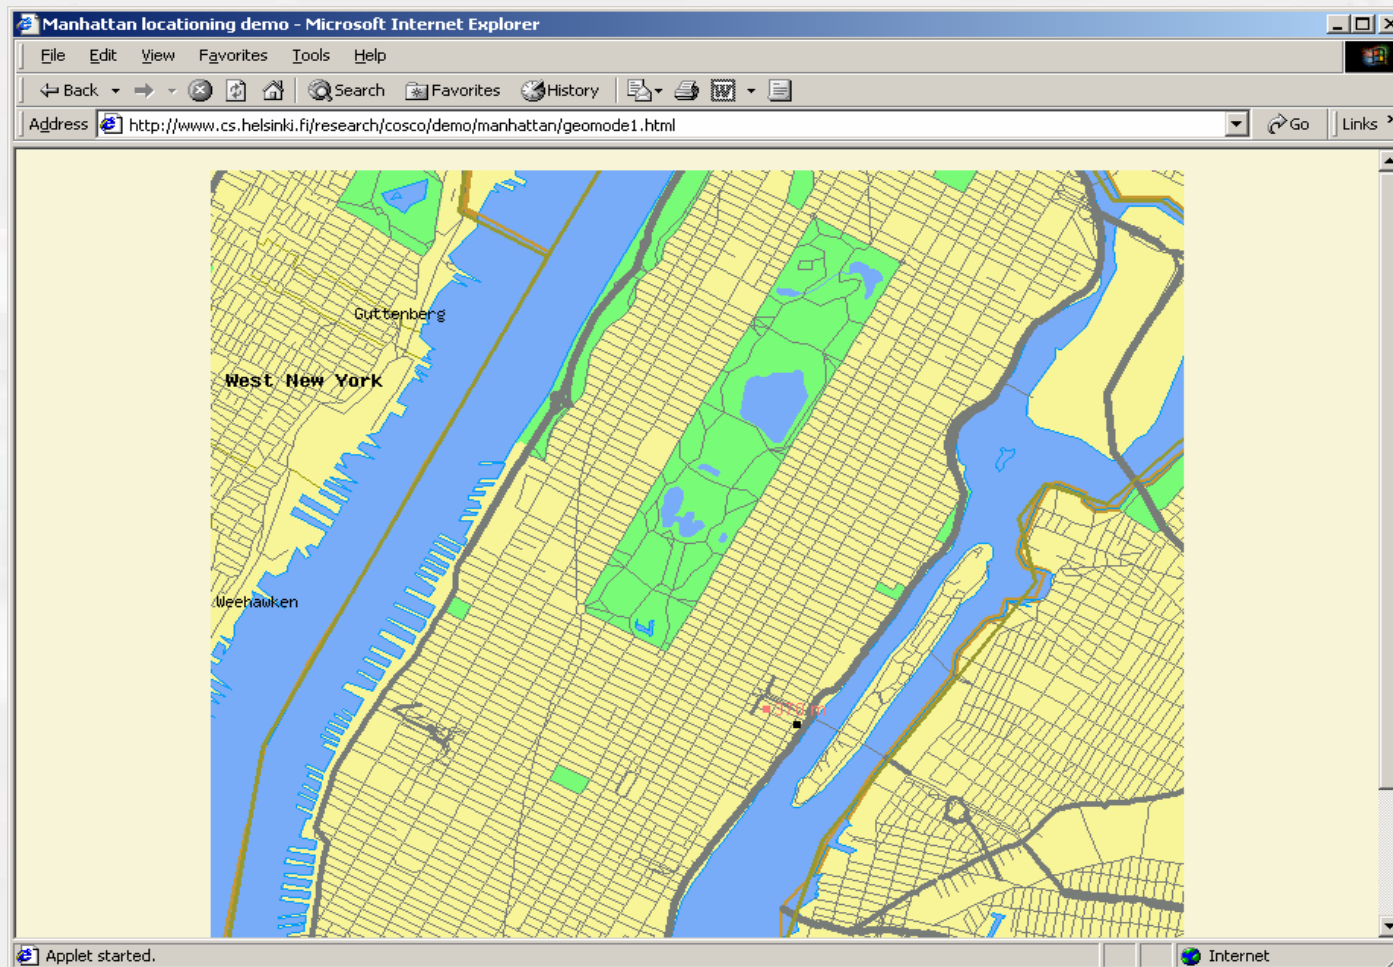 Manhattan locationing demo - Microsoft Internet Explorer
File Edit View Favorites Tools Help
Back Search Favorites History
Address http://www.cs.helsinki.fi/research/cosco/demo/manhattan/geomode1.html Go Links
Guttenberg
West New York
Weehawken
m
Applet started. Internet